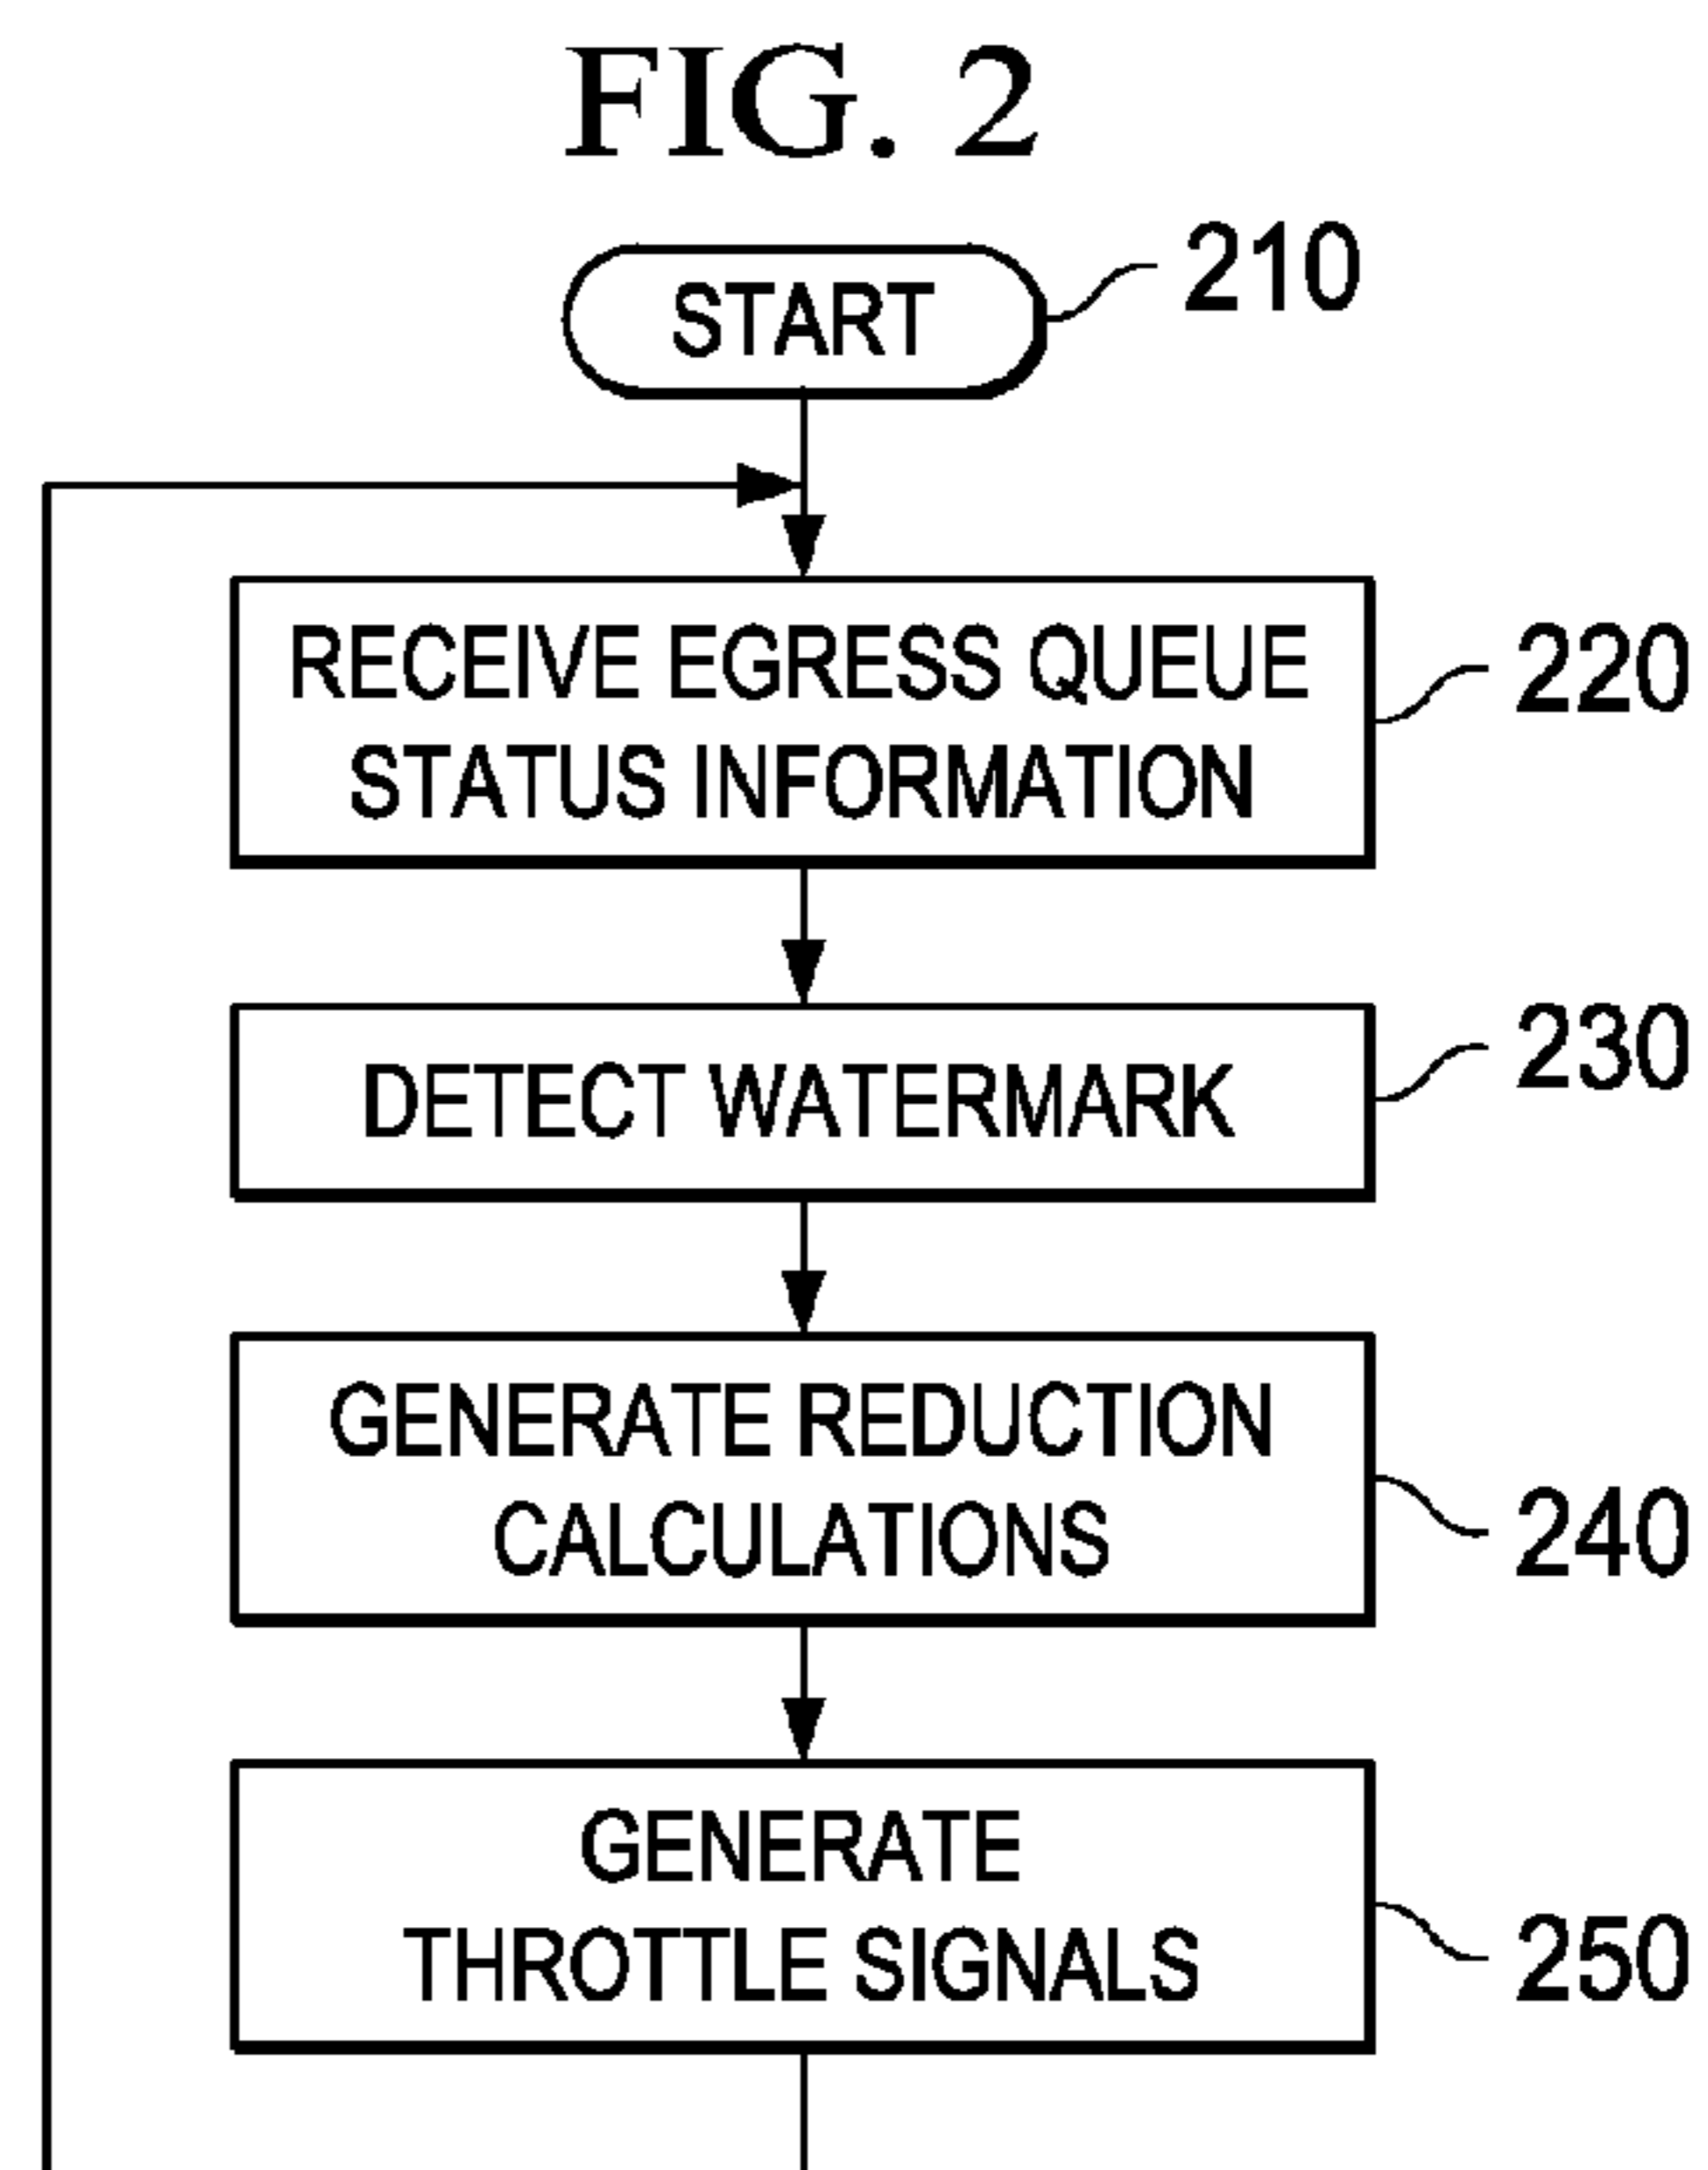 FIG. 2
START
210
RECEIVE EGRESS QUEUE
STATUS INFORMATION
220
DETECT WATERMARK
230
GENERATE REDUCTION
CALCULATIONS
240
GENERATE
THROTTLE SIGNALS
250